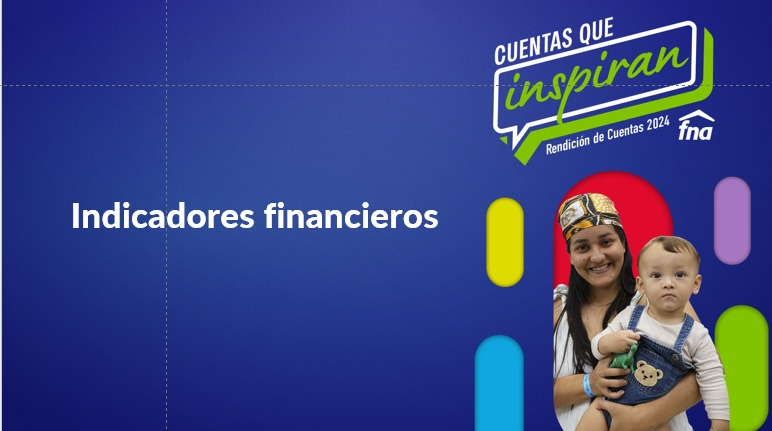 CUENTAS QUE
inspiran
Rendición de Cuentas 2024
fna
Indicadores financieros